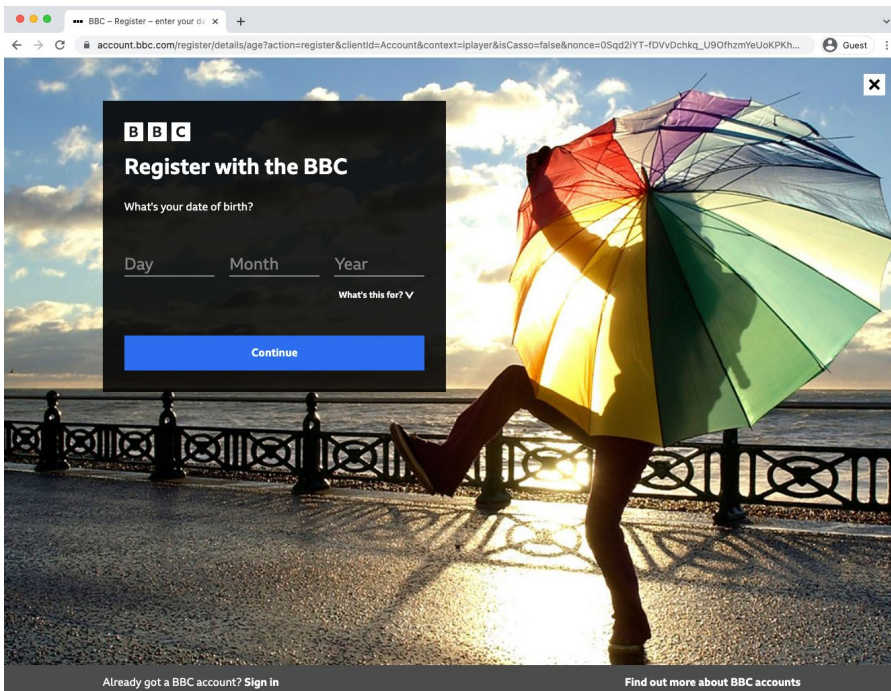 BBC – Register – enter your da
account.bbc.com/register/details/age?action=register&clientId=Account&context=iplayer&isCasso=false&nonce=0Sqd2iYT-fDVvDchkq_U9OfhzmYeUoKPKh...
Guest
BBC
Register with the BBC
What's your date of birth?
Day Month Year
What's this for?
Continue
Already got a BBC account? Sign in
Find out more about BBC accounts